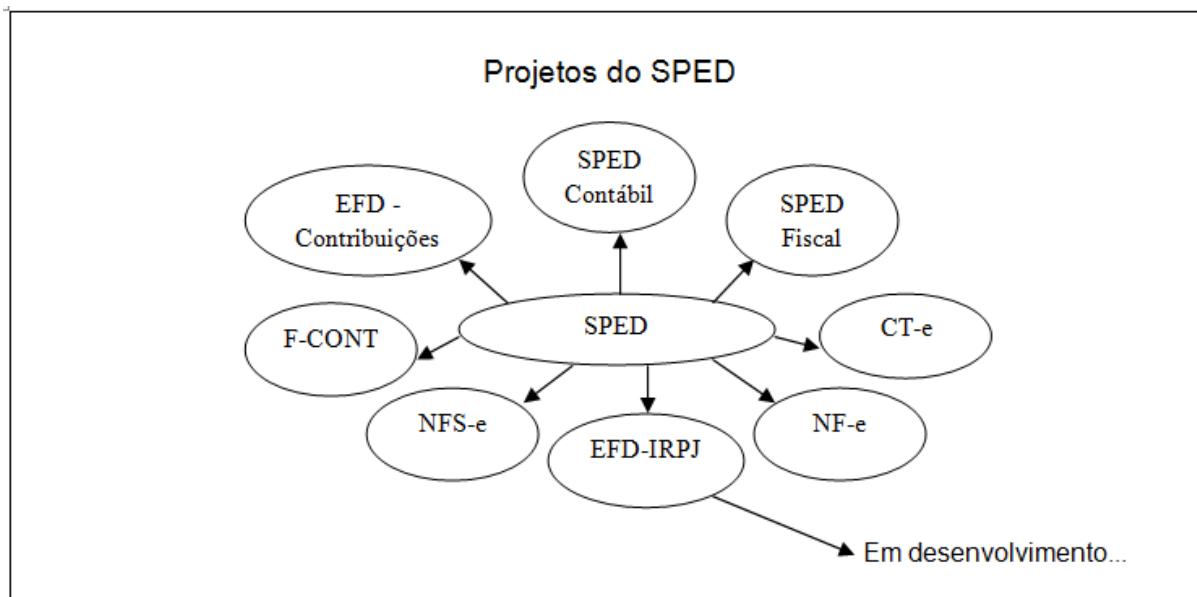 Projetos do SPED
SPED
Contábil
EFD -
Contribuições
SPED
Fiscal
SPED
F-CONT
CT-e
NFS-e
EFD-IRPJ
NF-e
Em desenvolvimento...